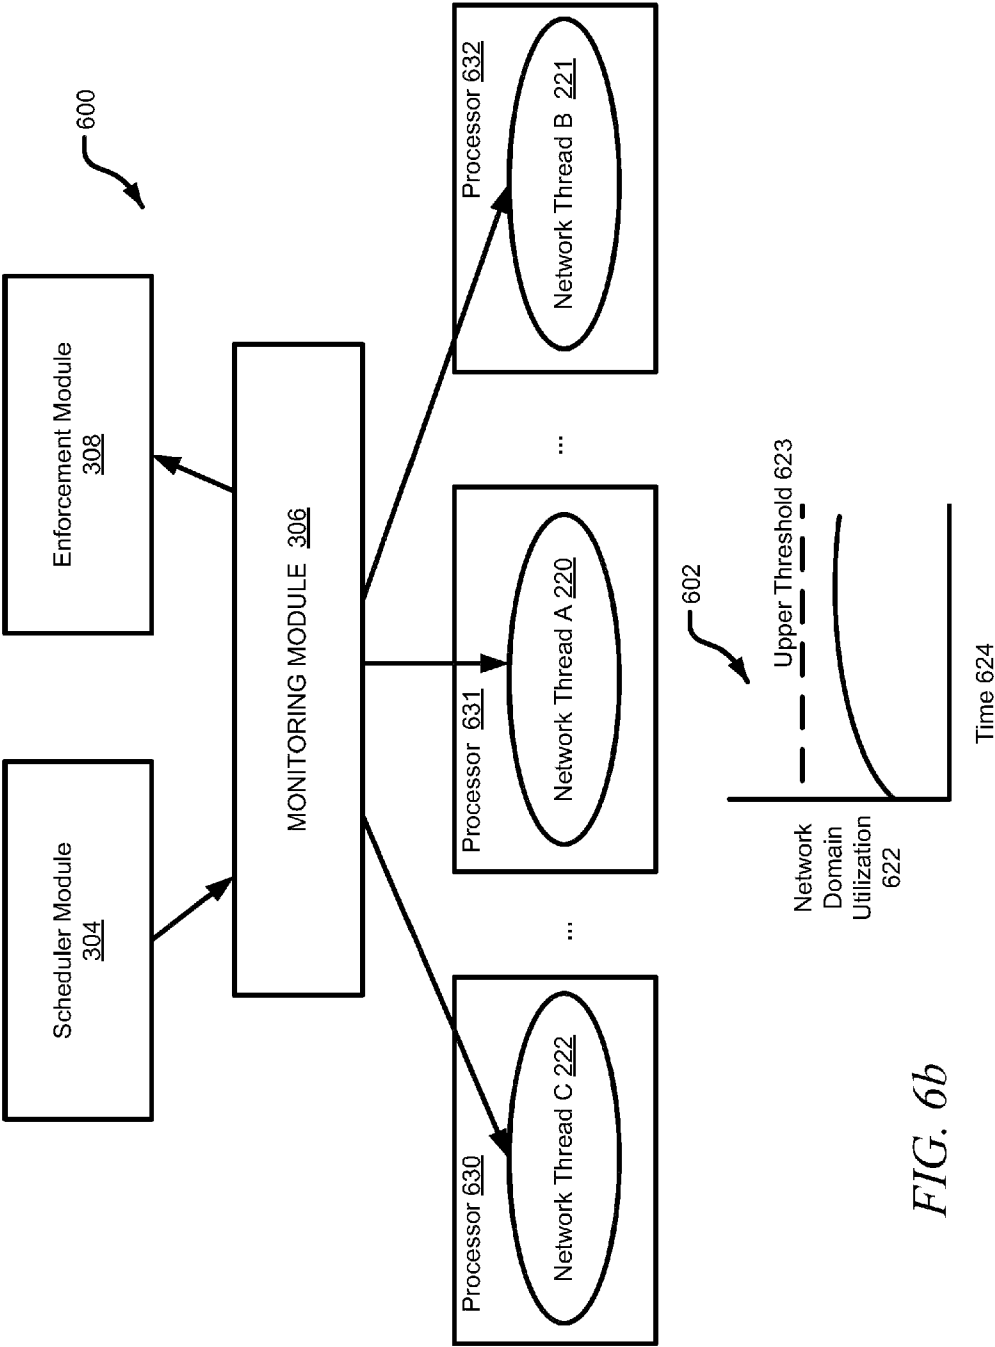 600
Scheduler Module
304
Enforcement Module
308
MONITORING MODULE 306
Processor 630
Network Thread C 222
...
Processor 631
Network Thread A 220
...
Processor 632
Network Thread B 221
602
Network
Domain
Utilization
622
Upper Threshold 623
Time 624
FIG. 6b